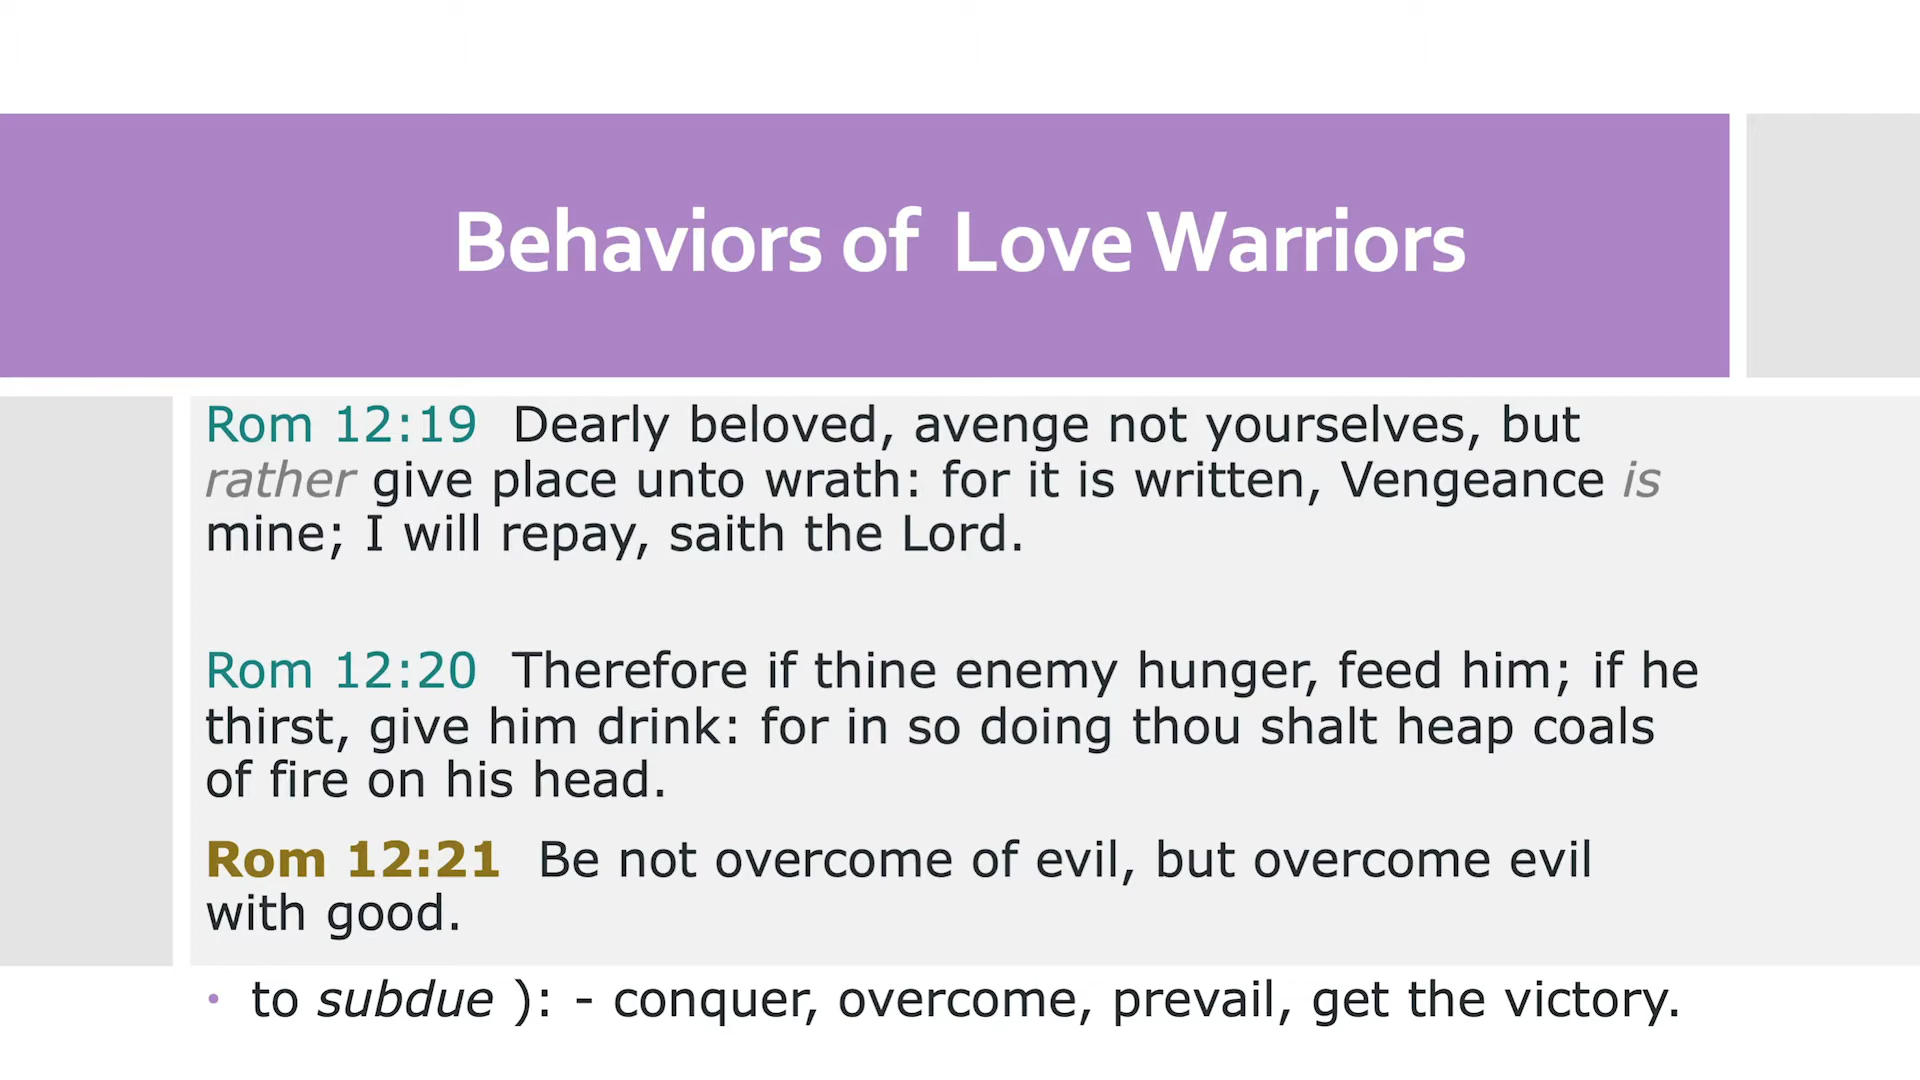 Behaviors of Love Warriors
Rom 12:19 Dearly beloved, avenge not yourselves, but
rather give place unto wrath: for it is written, Vengeance is
mine; I will repay, saith the Lord.
Rom 12:20 Therefore if thine enemy hunger, feed him; if he
thirst, give him drink: for in so doing thou shalt heap coals
of fire on his head.
Rom 12:21 Be not overcome of evil, but overcome evil
with good.
• to subdue ): - conquer, overcome, prevail, get the victory.